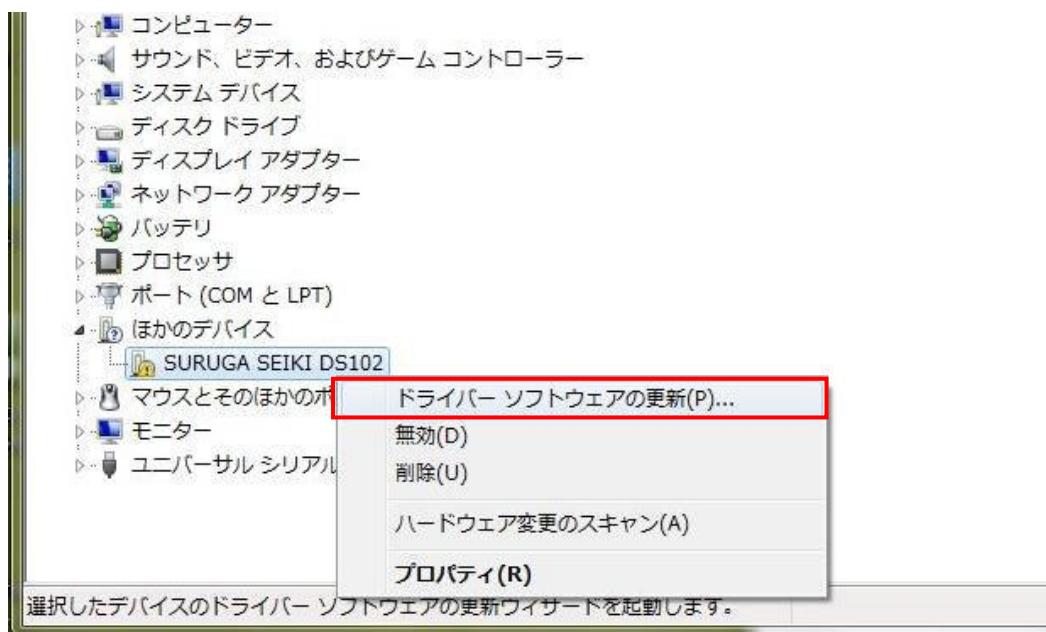 コンピューター
サウンド、ビデオ、およびゲーム コントローラー
システム デバイス
ディスク ドライブ
ディスプレイ アダプター
ネットワーク アダプター
バッテリ
プロセッサ
ポート (COM と LPT)
ほかのデバイス
SURUGA SEIKI DS102
マウスとそのほかのポ
ドライバー ソフトウェアの更新(P)...
モニター
無効(D)
ユニバーサル シリアル
削除(U)
ハードウェア変更のスキャン(A)
プロパティ(R)
選択したデバイスのドライバー ソフトウェアの更新ウィザードを起動します。